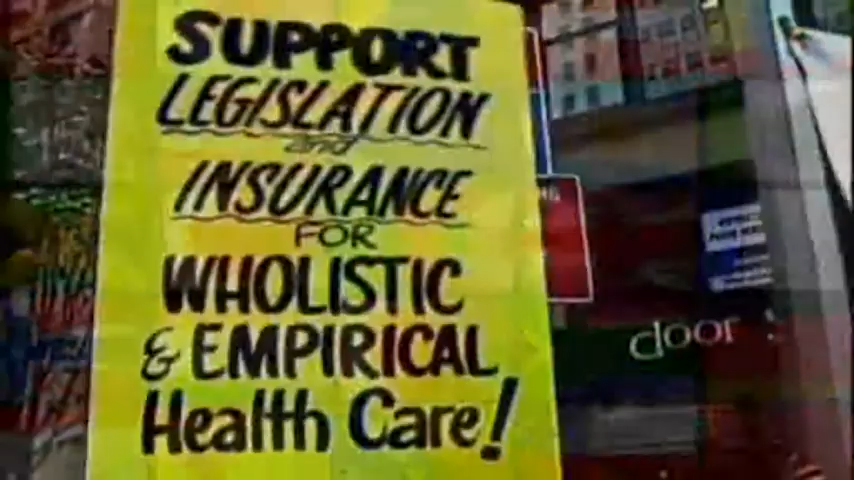 SUPPORT
LEGISLATION
and
INSURANCE
FOR
WHOLISTIC
& EMPIRICAL
Health Care!
door